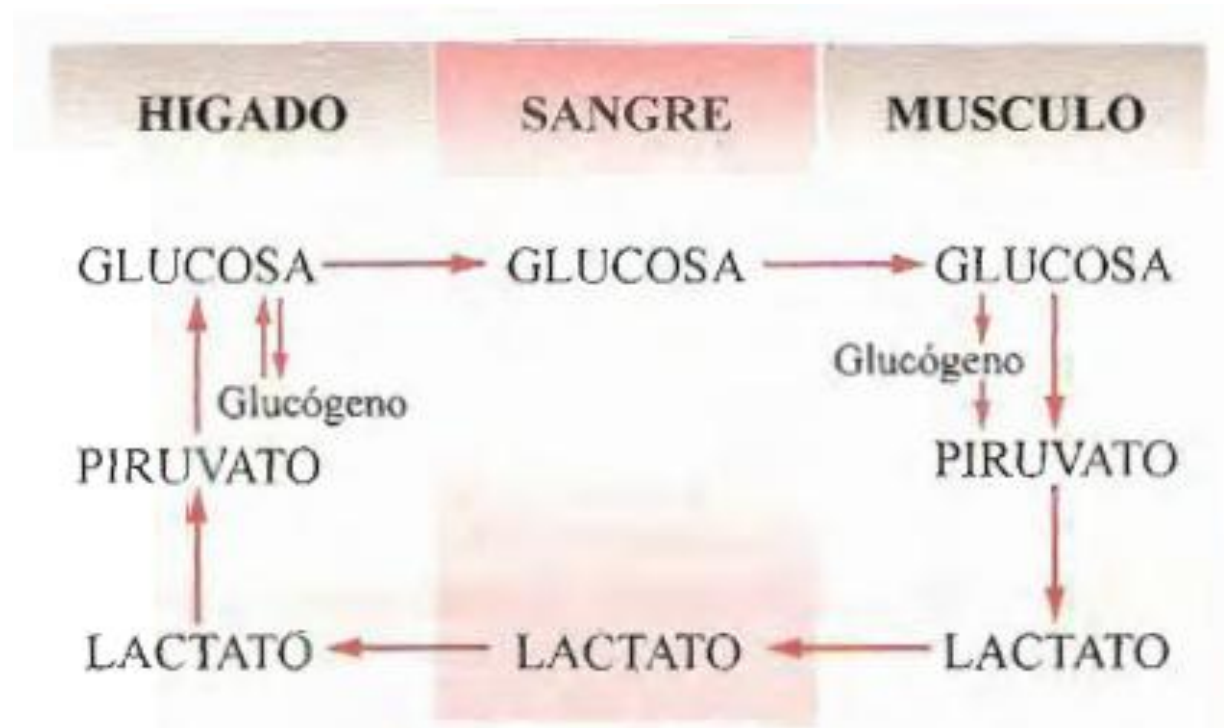 HIGADO SANGRE MUSCULO
GLUCOSA GLUCOSA GLUCOSA
Glucógeno
Glucógeno
PIRUVATO PIRUVATO
LACTATO LACTATO LACTATO